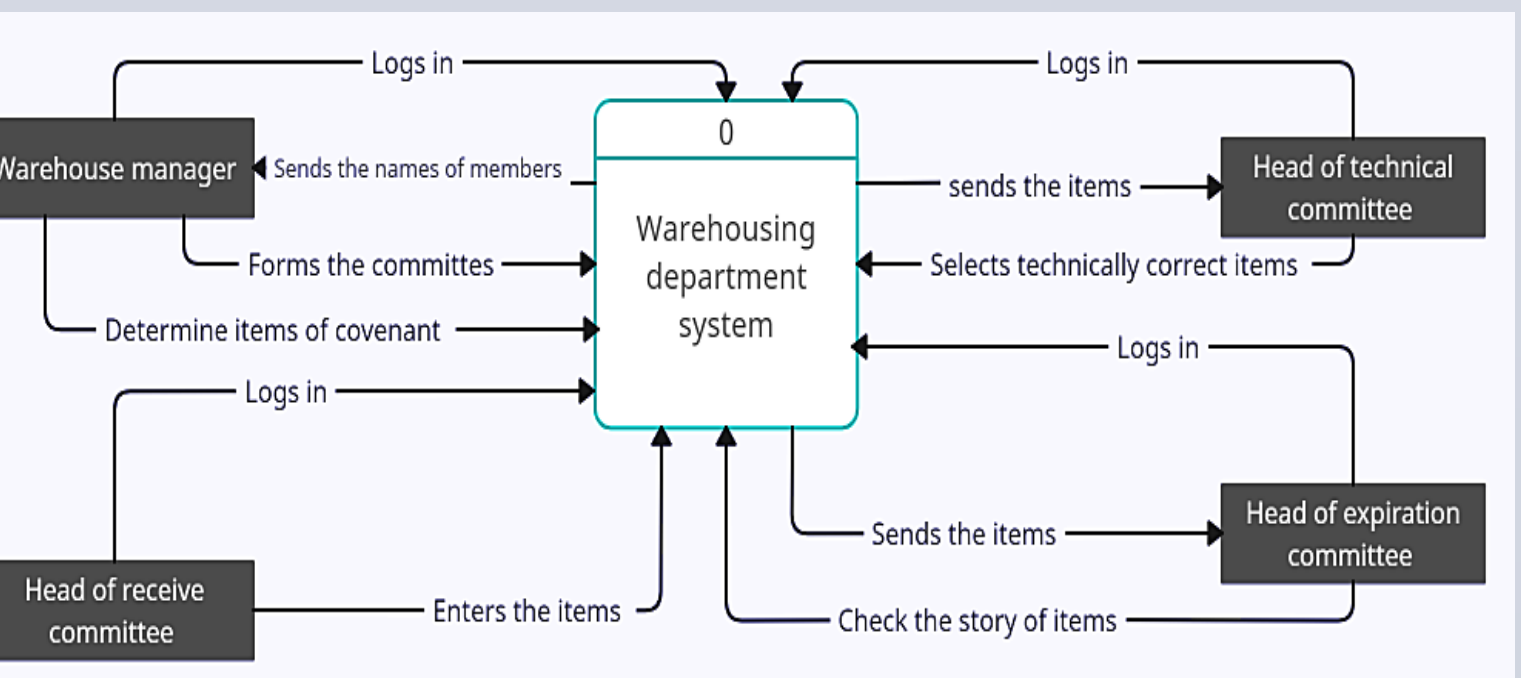 Logs in
Logs in
0
Warehouse manager
Sends the names of members
sends the items
Head of technical
committee
Warehousing
department
system
Forms the committes
Selects technically correct items
Determine items of covenant
Logs in
Logs in
Sends the items
Head of expiration
committee
Head of receive
committee
Enters the items
Check the story of items